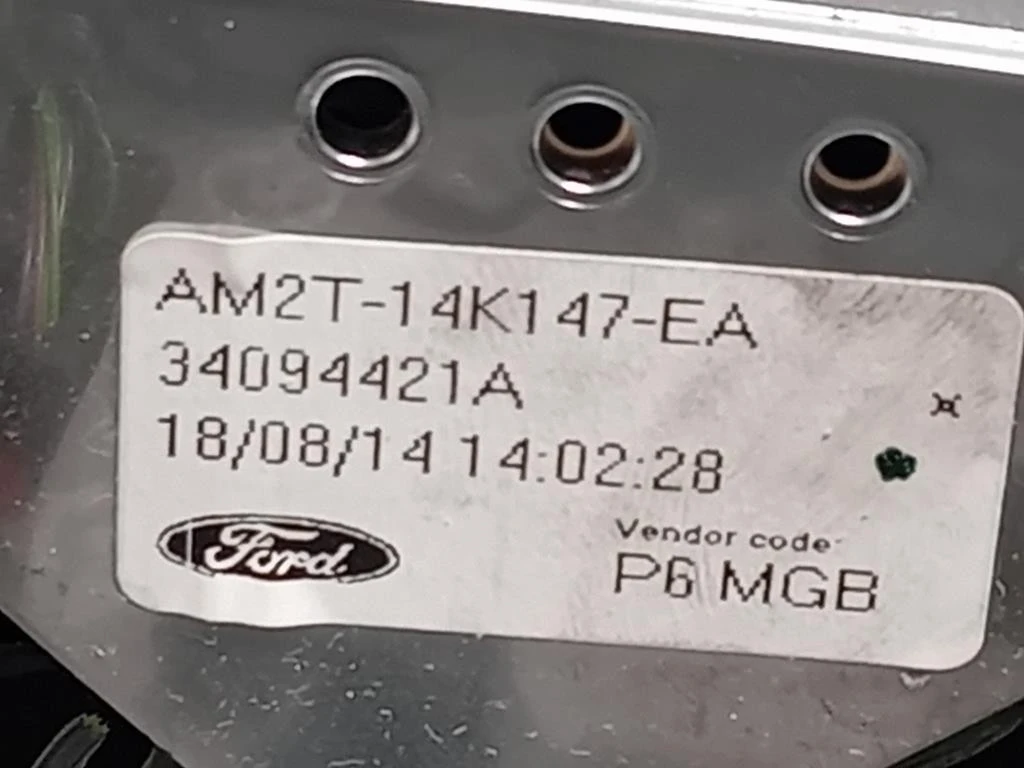 AM2T-14K147-EA
34094421A
18/08/14 14:02:28
Ford
Vendor code:
P6 MGB